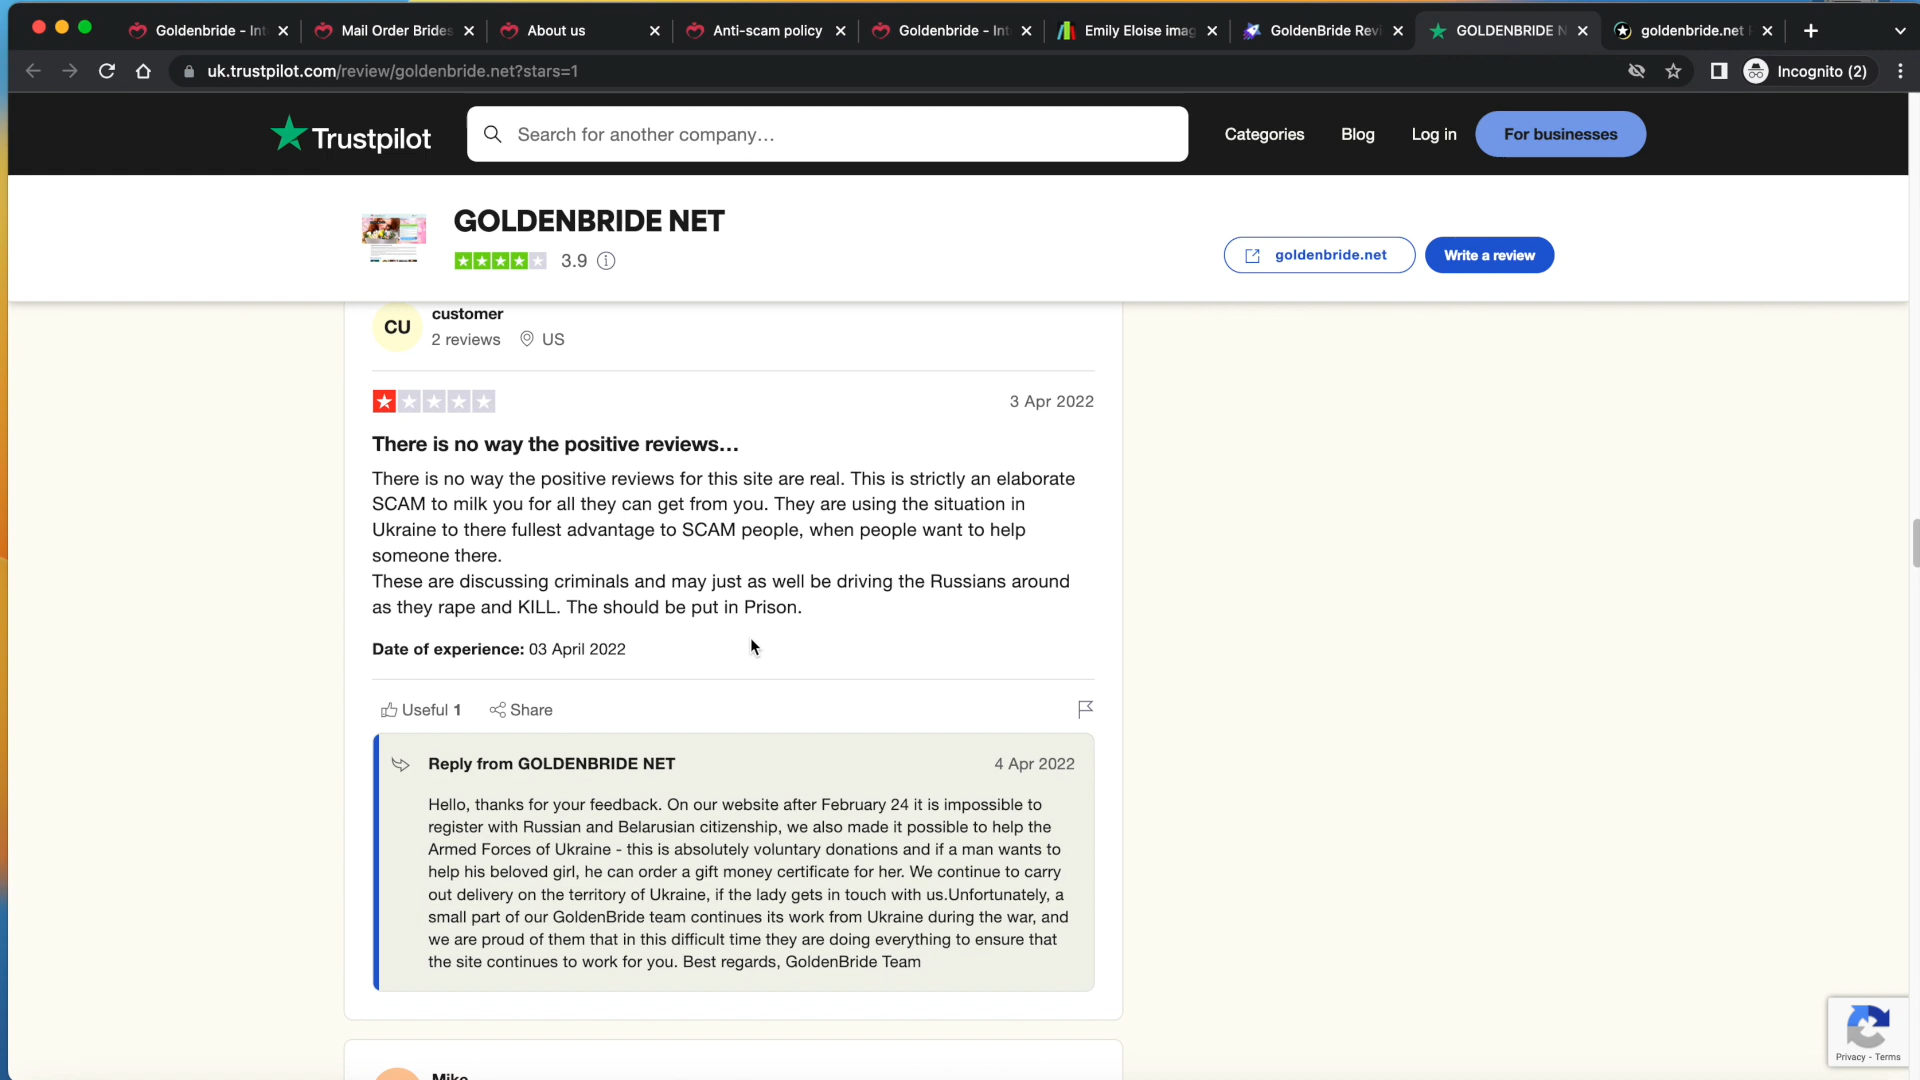 Goldenbride - Int
Mail Order Brides
About us
Anti-scam policy
Goldenbride - Int
Emily Eloise imag
GoldenBride Revi
GOLDENBRIDE N
goldenbride.net
uk.trustpilot.com/review/goldenbride.net?stars=1
Incognito (2)
Trustpilot
Search for another company...
Categories
Blog
Log in
For businesses
GOLDENBRIDE NET
3.9
goldenbride.net
Write a review
CU
customer
2 reviews
US
3 Apr 2022
There is no way the positive reviews...
There is no way the positive reviews for this site are real. This is strictly an elaborate
SCAM to milk you for all they can get from you. They are using the situation in
Ukraine to there fullest advantage to SCAM people, when people want to help
someone there.
These are discussing criminals and may just as well be driving the Russians around
as they rape and KILL. The should be put in Prison.
Date of experience: 03 April 2022
Useful 1
Share
Reply from GOLDENBRIDE NET
4 Apr 2022
Hello, thanks for your feedback. On our website after February 24 it is impossible to
register with Russian and Belarusian citizenship, we also made it possible to help the
Armed Forces of Ukraine - this is absolutely voluntary donations and if a man wants to
help his beloved girl, he can order a gift money certificate for her. We continue to carry
out delivery on the territory of Ukraine, if the lady gets in touch with us.Unfortunately, a
small part of our GoldenBride team continues its work from Ukraine during the war, and
we are proud of them that in this difficult time they are doing everything to ensure that
the site continues to work for you. Best regards, GoldenBride Team
Mike
Privacy - Terms